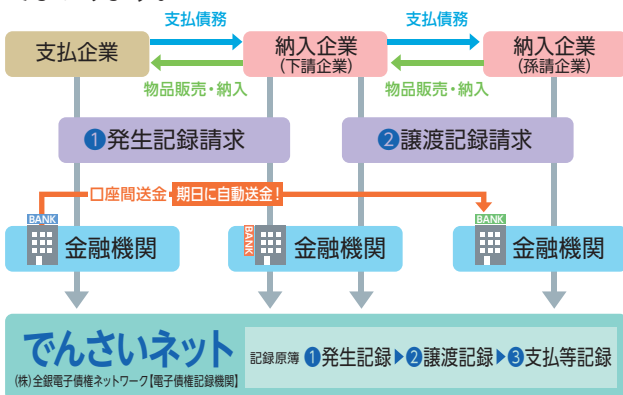 支払債務
支払債務
支払企業
納入企業
(下請企業)
納入企業
(孫請企業)
物品販売・納入
物品販売・納入
❶発生記録請求
❷譲渡記録請求
口座間送金
期日に自動送金!
BANK
金融機関
BANK
金融機関
BANK
金融機関
でんさいネット
(株)全銀電子債権ネットワーク【電子債権記録機関】
記録原簿 ❶発生記録▶❷譲渡記録▶❸支払等記録